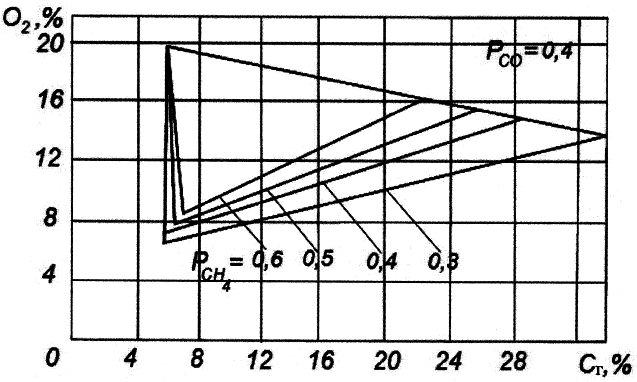 O₂,%
20
P_CO = 0,4
16
12
8
P_CH₄ = 0,6 0,5 0,4 0,3
4
0 4 8 12 16 20 24 28 Cт,%